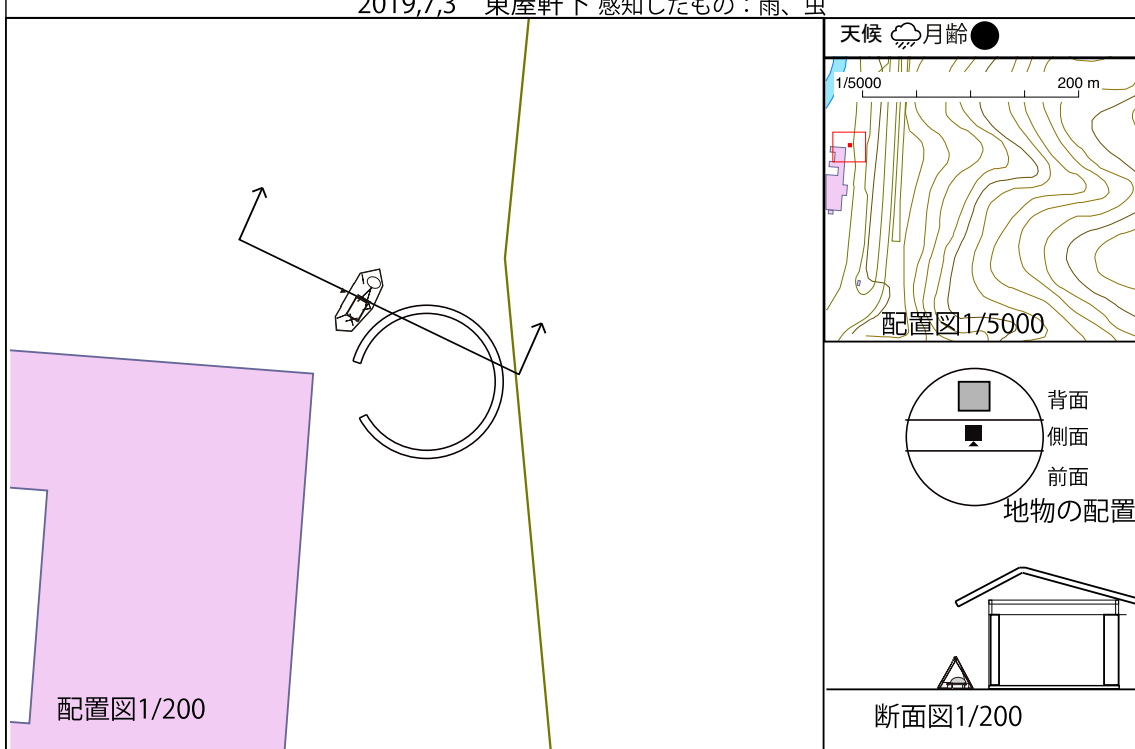 2019,7,3　東屋軒下 感知したもの：雨、虫
天候 月齢
1/5000 200 m
配置図1/5000
背面
側面
前面
地物の配置
配置図1/200
断面図1/200